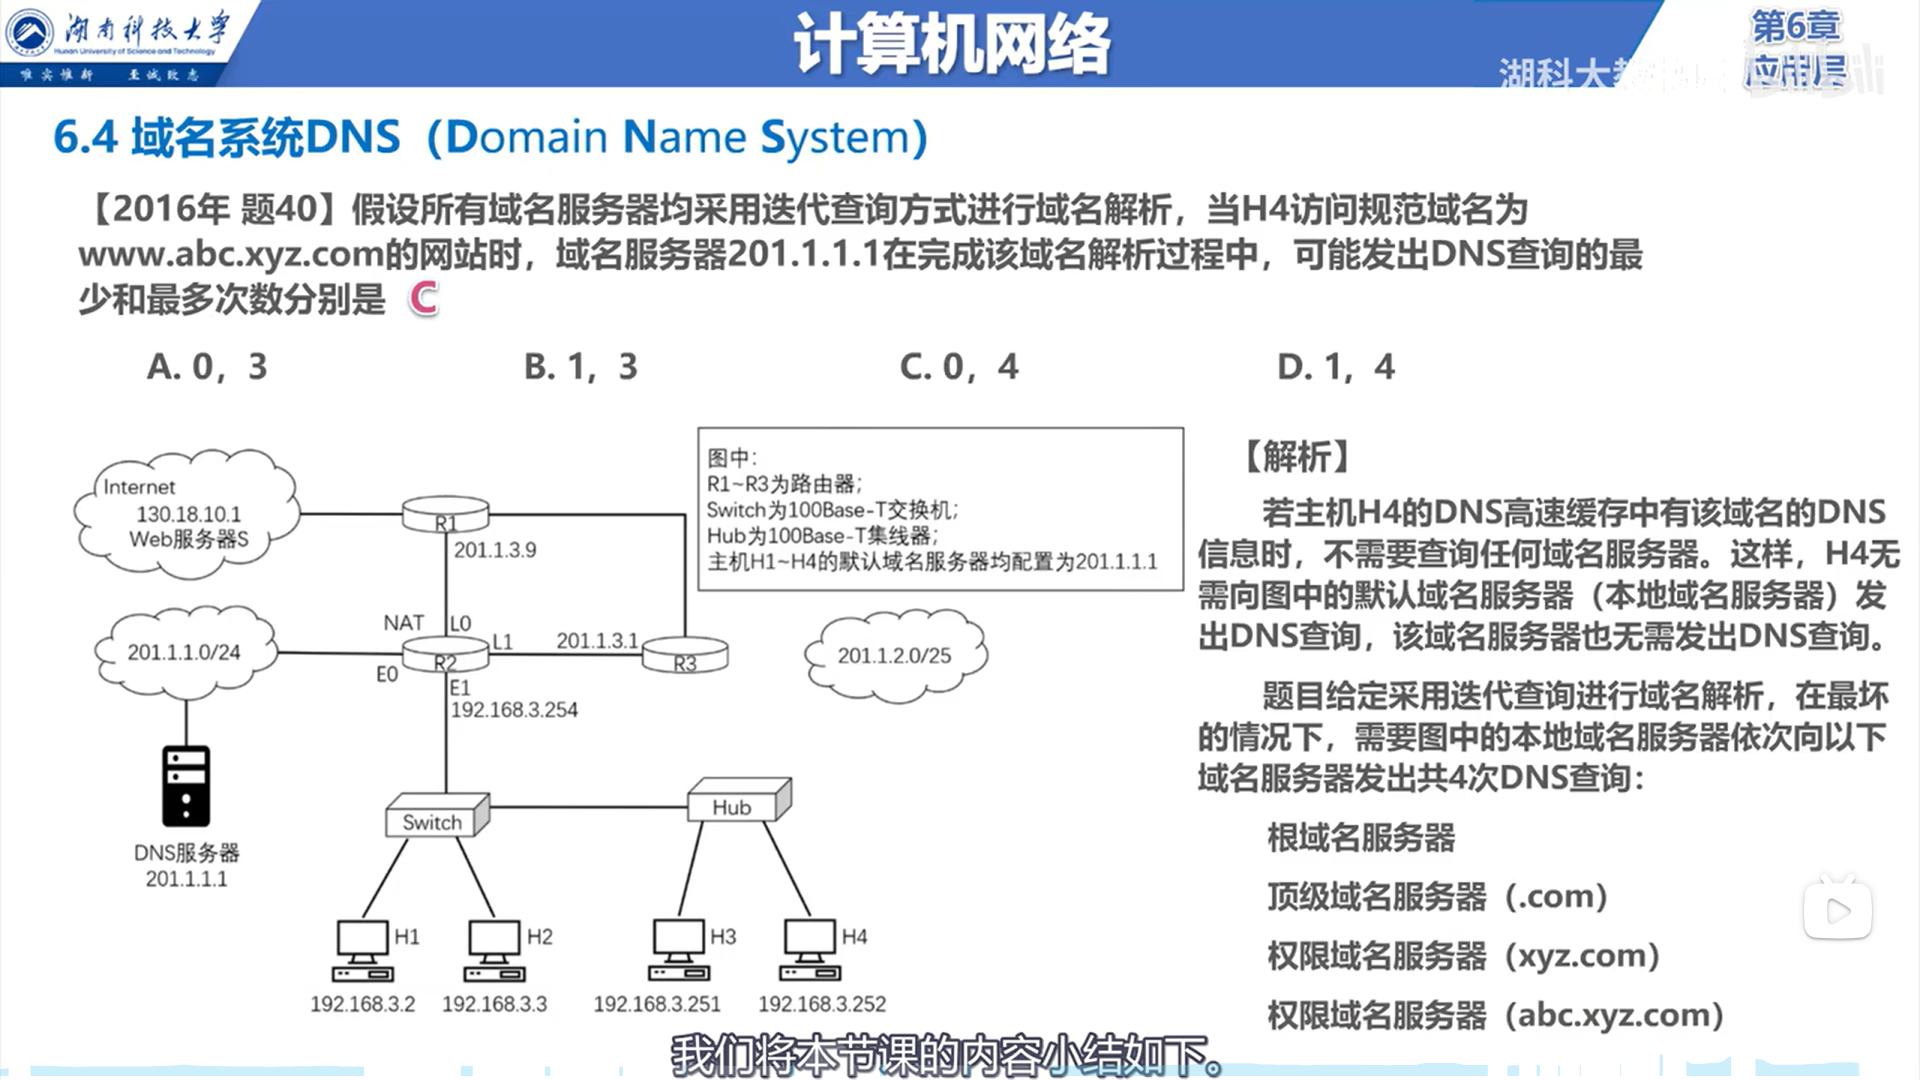 湖南科技大学
Hunan University of Science and Technology
唯实惟新 至诚致志
计算机网络
第6章
应用层
湖科大教
bilibili
6.4 域名系统DNS（Domain Name System）
【2016年 题40】假设所有域名服务器均采用迭代查询方式进行域名解析，当H4访问规范域名为
www.abc.xyz.com的网站时，域名服务器201.1.1.1在完成该域名解析过程中，可能发出DNS查询的最
少和最多次数分别是 C
A. 0，3 B. 1，3 C. 0，4 D. 1，4
Internet
130.18.10.1
Web服务器S
R1
201.1.3.9
图中：
R1~R3为路由器；
Switch为100Base-T交换机；
Hub为100Base-T集线器；
主机H1~H4的默认域名服务器均配置为201.1.1.1
NAT L0
201.1.1.0/24
R2
L1
201.1.3.1
R3
201.1.2.0/25
E0
E1
192.168.3.254
Switch
Hub
DNS服务器
201.1.1.1
H1
H2
H3
H4
192.168.3.2
192.168.3.3
192.168.3.251
192.168.3.252
【解析】
若主机H4的DNS高速缓存中有该域名的DNS
信息时，不需要查询任何域名服务器。这样，H4无
需向图中的默认域名服务器（本地域名服务器）发
出DNS查询，该域名服务器也无需发出DNS查询。
题目给定采用迭代查询进行域名解析，在最坏
的情况下，需要图中的本地域名服务器依次向以下
域名服务器发出共4次DNS查询：
根域名服务器
顶级域名服务器（.com）
权限域名服务器（xyz.com）
权限域名服务器（abc.xyz.com）
我们将本节课的内容小结如下。